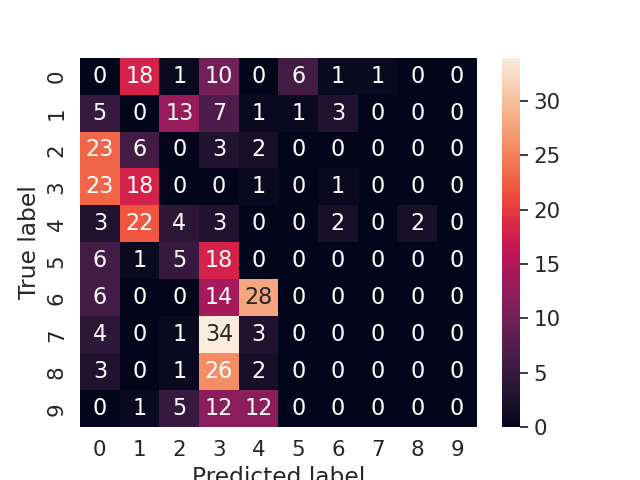 0 0 18 1 10 0 6 1 1 0 0
1 5 0 13 7 1 1 3 0 0 0
2 23 6 0 3 2 0 0 0 0 0
3 23 18 0 0 1 0 1 0 0 0
4 3 22 4 3 0 0 2 0 2 0
5 6 1 5 18 0 0 0 0 0 0
6 6 0 0 14 28 0 0 0 0 0
7 4 0 1 34 3 0 0 0 0 0
8 3 0 1 26 2 0 0 0 0 0
9 0 1 5 12 12 0 0 0 0 0
0 1 2 3 4 5 6 7 8 9
Predicted label
True label
30
25
20
15
10
5
0